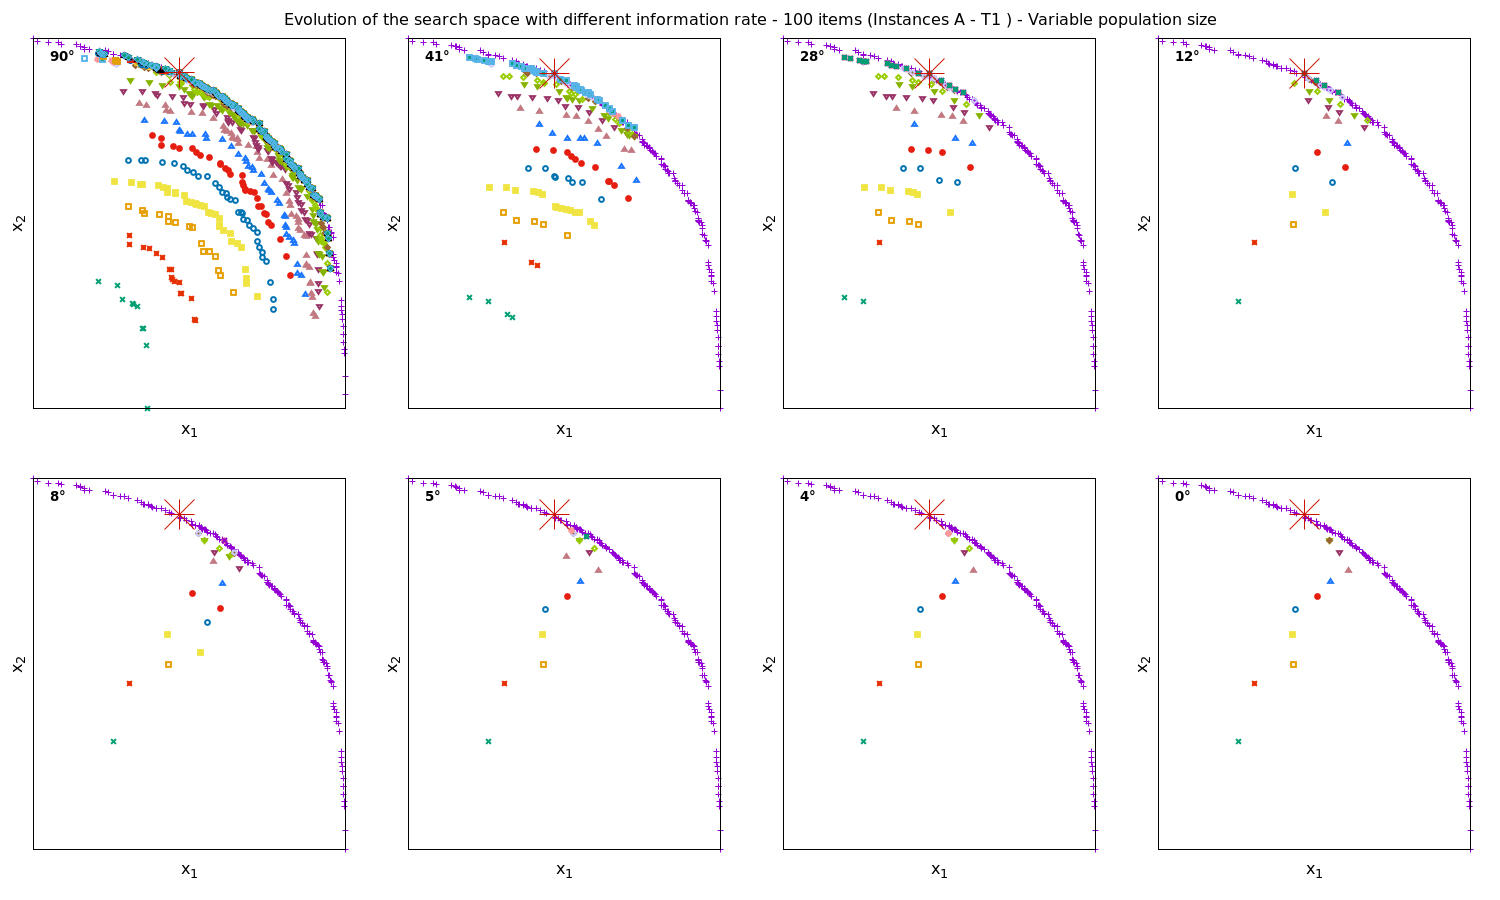 Evolution of the search space with different information rate - 100 items (Instances A - T1 ) - Variable population size
90°
41°
28°
12°
x₂
x₂
x₂
x₂
x₁
x₁
x₁
x₁
8°
5°
4°
0°
x₂
x₂
x₂
x₂
x₁
x₁
x₁
x₁